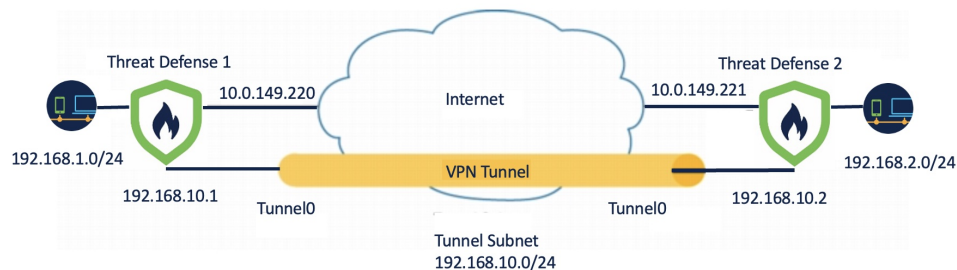 Threat Defense 1
Threat Defense 2
10.0.149.220
Internet
10.0.149.221
192.168.1.0/24
192.168.2.0/24
VPN Tunnel
192.168.10.1
192.168.10.2
Tunnel0
Tunnel0
Tunnel Subnet
192.168.10.0/24